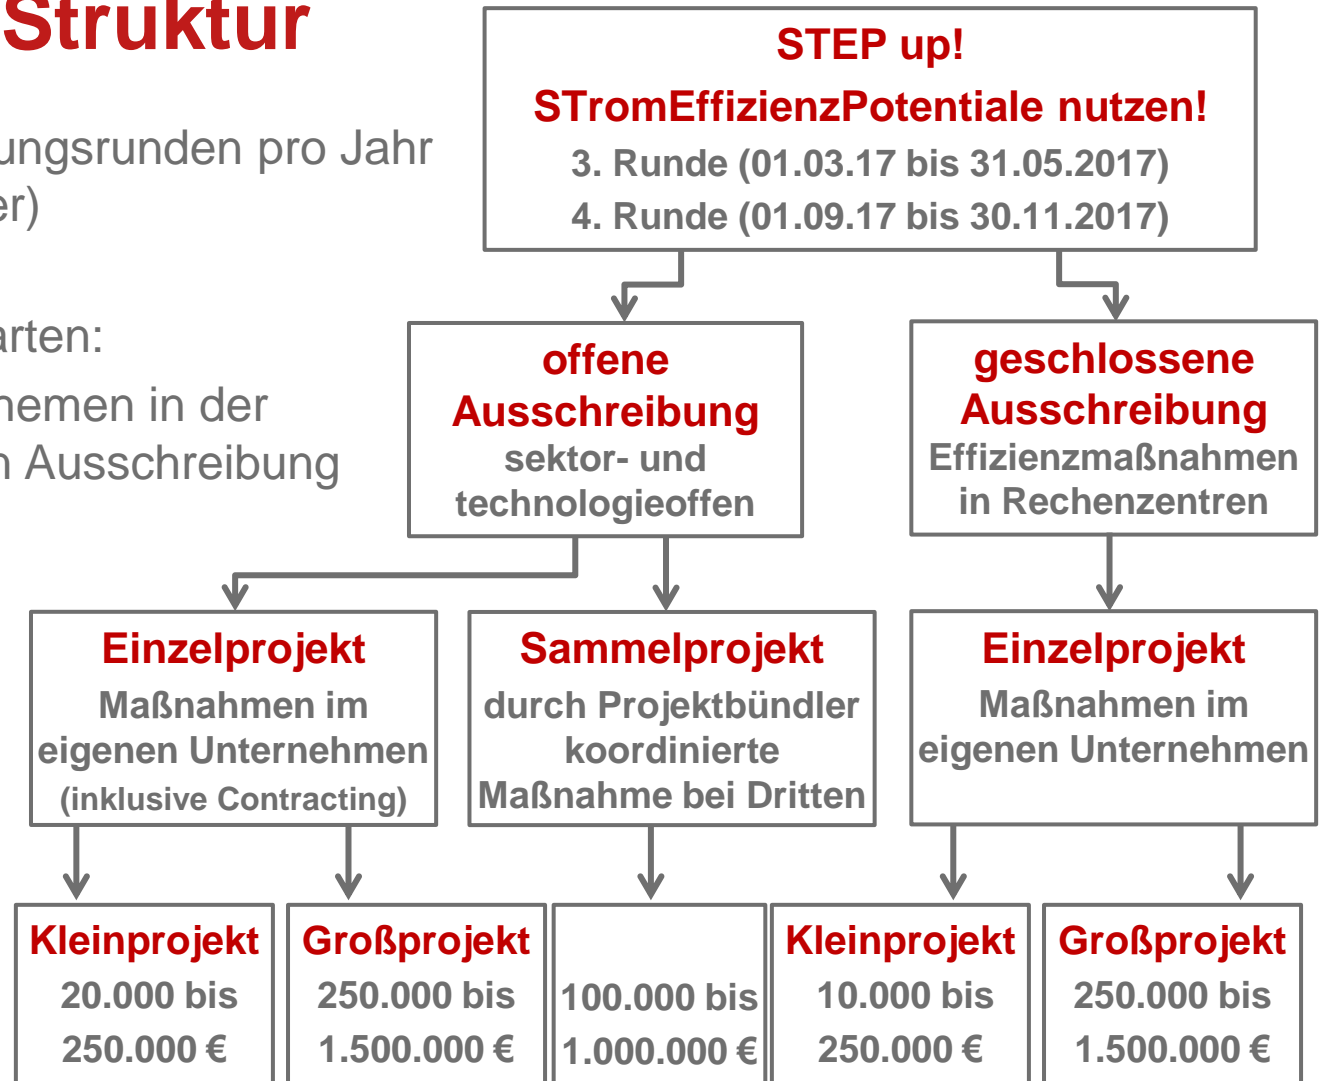 Struktur
pro Jahr
in der
Ausschreibung
STEP up!
STromEffizienzPotentiale nutzen!
3. Runde (01.03.17 bis 31.05.2017)
4. Runde (01.09.17 bis 30.11.2017)
offene
Ausschreibung
sektor- und
technologieoffen
geschlossene
Ausschreibung
Effizienzmaßnahmen
in Rechenzentren
Einzelprojekt
Maßnahmen im
eigenen Unternehmen
(inklusive Contracting)
Sammelprojekt
durch Projektbündler
koordinierte
Maßnahme bei Dritten
Einzelprojekt
Maßnahmen im
eigenen Unternehmen
Kleinprojekt
20.000 bis
250.000 €
Großprojekt
250.000 bis
1.500.000 €
100.000 bis
1.000.000 €
Kleinprojekt
10.000 bis
250.000 €
Großprojekt
250.000 bis
1.500.000 €